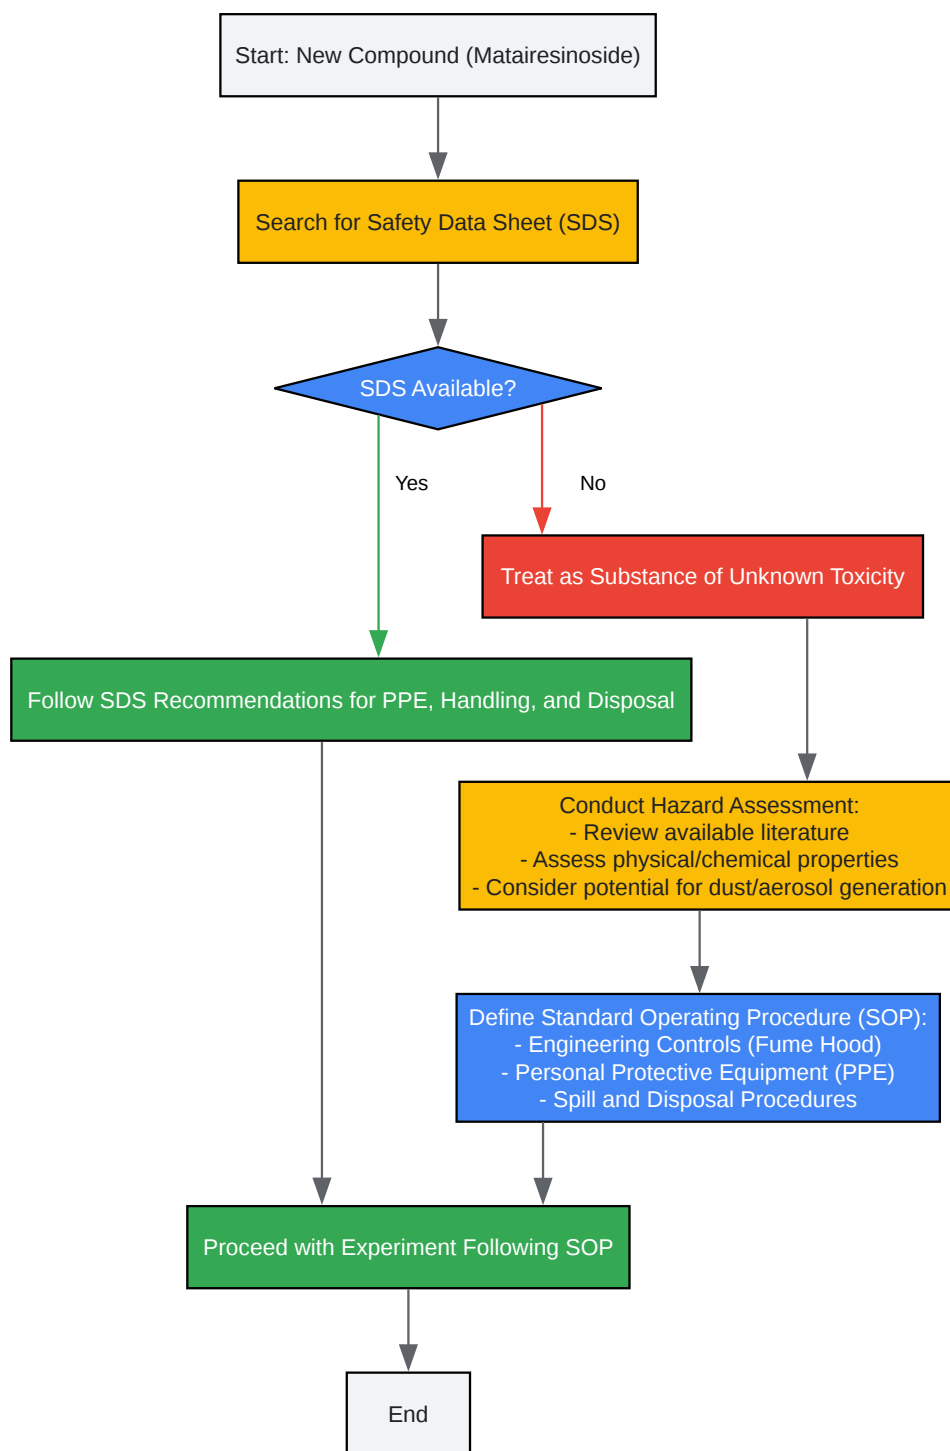 Start: New Compound (Matairesinoside)
Search for Safety Data Sheet (SDS)
SDS Available?
Yes
No
Treat as Substance of Unknown Toxicity
Follow SDS Recommendations for PPE, Handling, and Disposal
Conduct Hazard Assessment:
- Review available literature
- Assess physical/chemical properties
- Consider potential for dust/aerosol generation
Define Standard Operating Procedure (SOP):
- Engineering Controls (Fume Hood)
- Personal Protective Equipment (PPE)
- Spill and Disposal Procedures
Proceed with Experiment Following SOP
End